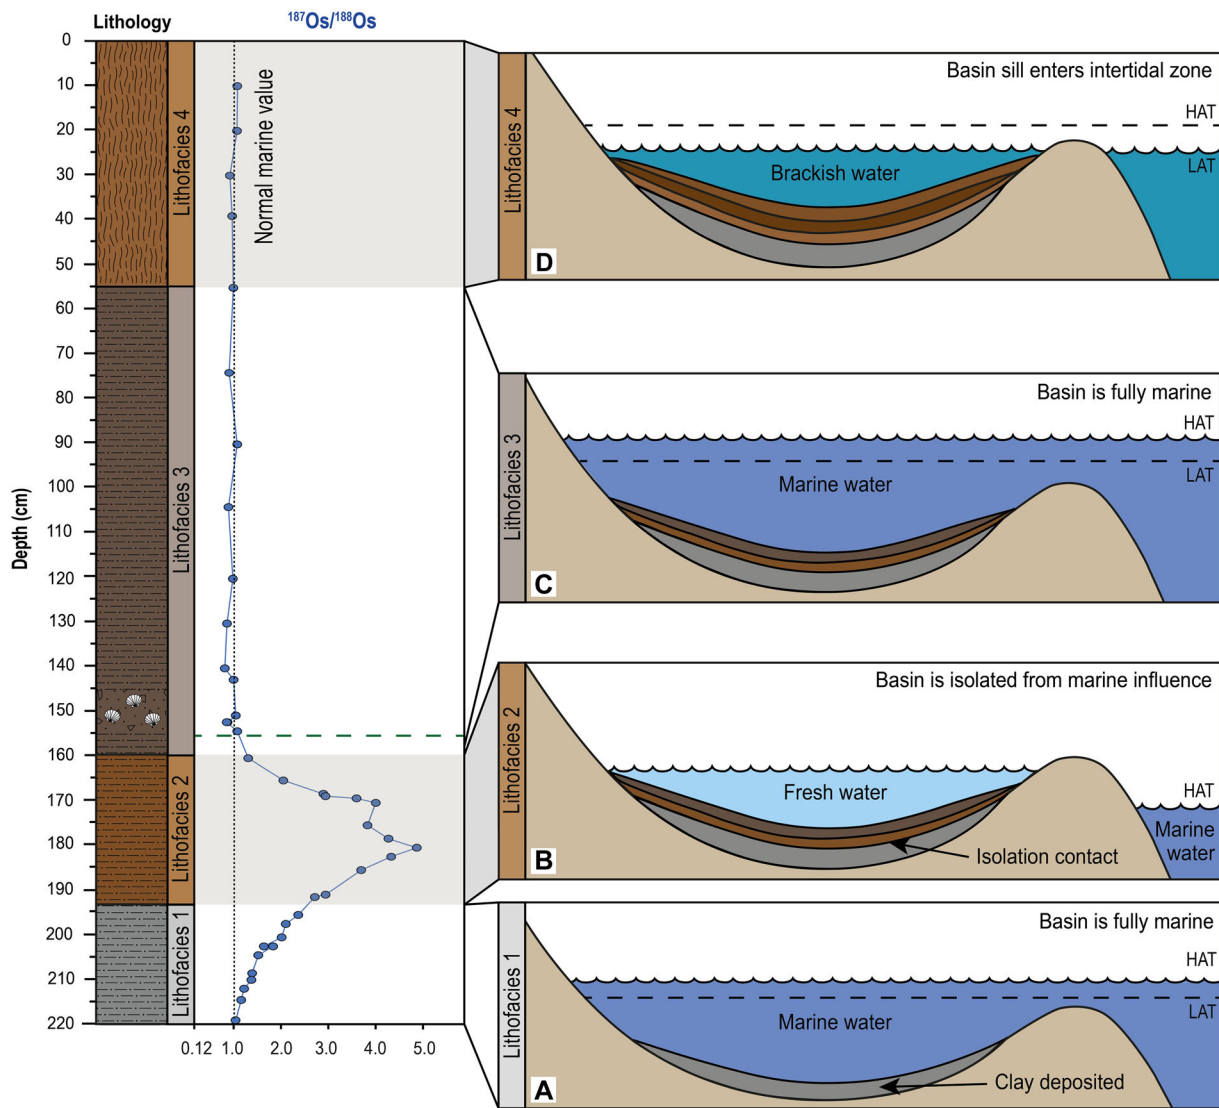 Lithology
187Os/188Os
Depth (cm)
0
10
20
30
40
50
60
70
80
90
100
110
120
130
140
150
160
170
180
190
200
210
220
Lithofacies 4
Lithofacies 3
Lithofacies 2
Lithofacies 1
Normal marine value
0.12 1.0 2.0 3.0 4.0 5.0
Lithofacies 4
Basin sill enters intertidal zone
HAT
LAT
Brackish water
D
Lithofacies 3
Basin is fully marine
HAT
LAT
Marine water
C
Lithofacies 2
Basin is isolated from marine influence
Fresh water
HAT
Marine
water
Isolation contact
B
Lithofacies 1
Basin is fully marine
HAT
LAT
Marine water
Clay deposited
A